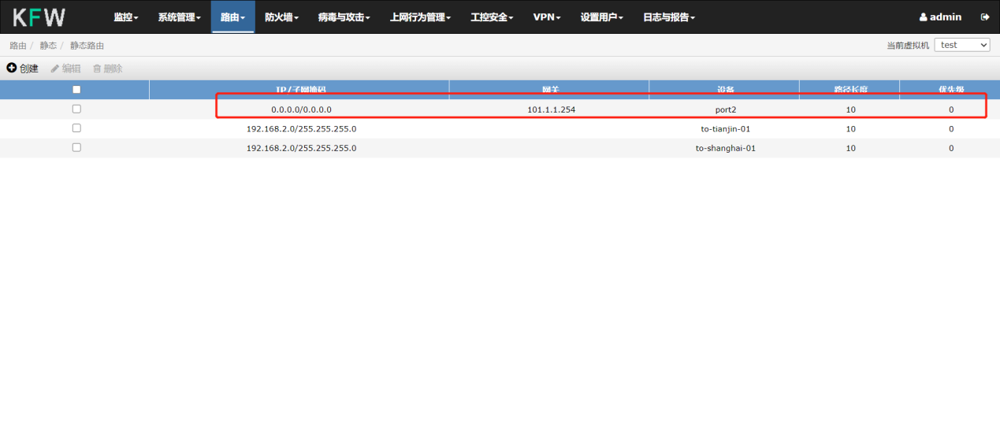 KFW 监控 系统管理 路由 防火墙 病毒与攻击 上网行为管理 工控安全 VPN 设置用户 日志与报告 admin
路由 / 静态 / 静态路由 当前虚拟机 test
创建 编辑 删除
IP/子网掩码 网关 设备 路径长度 优先级
0.0.0.0/0.0.0.0 101.1.1.254 port2 10 0
192.168.2.0/255.255.255.0 to-tianjin-01 10 0
192.168.2.0/255.255.255.0 to-shanghai-01 10 0